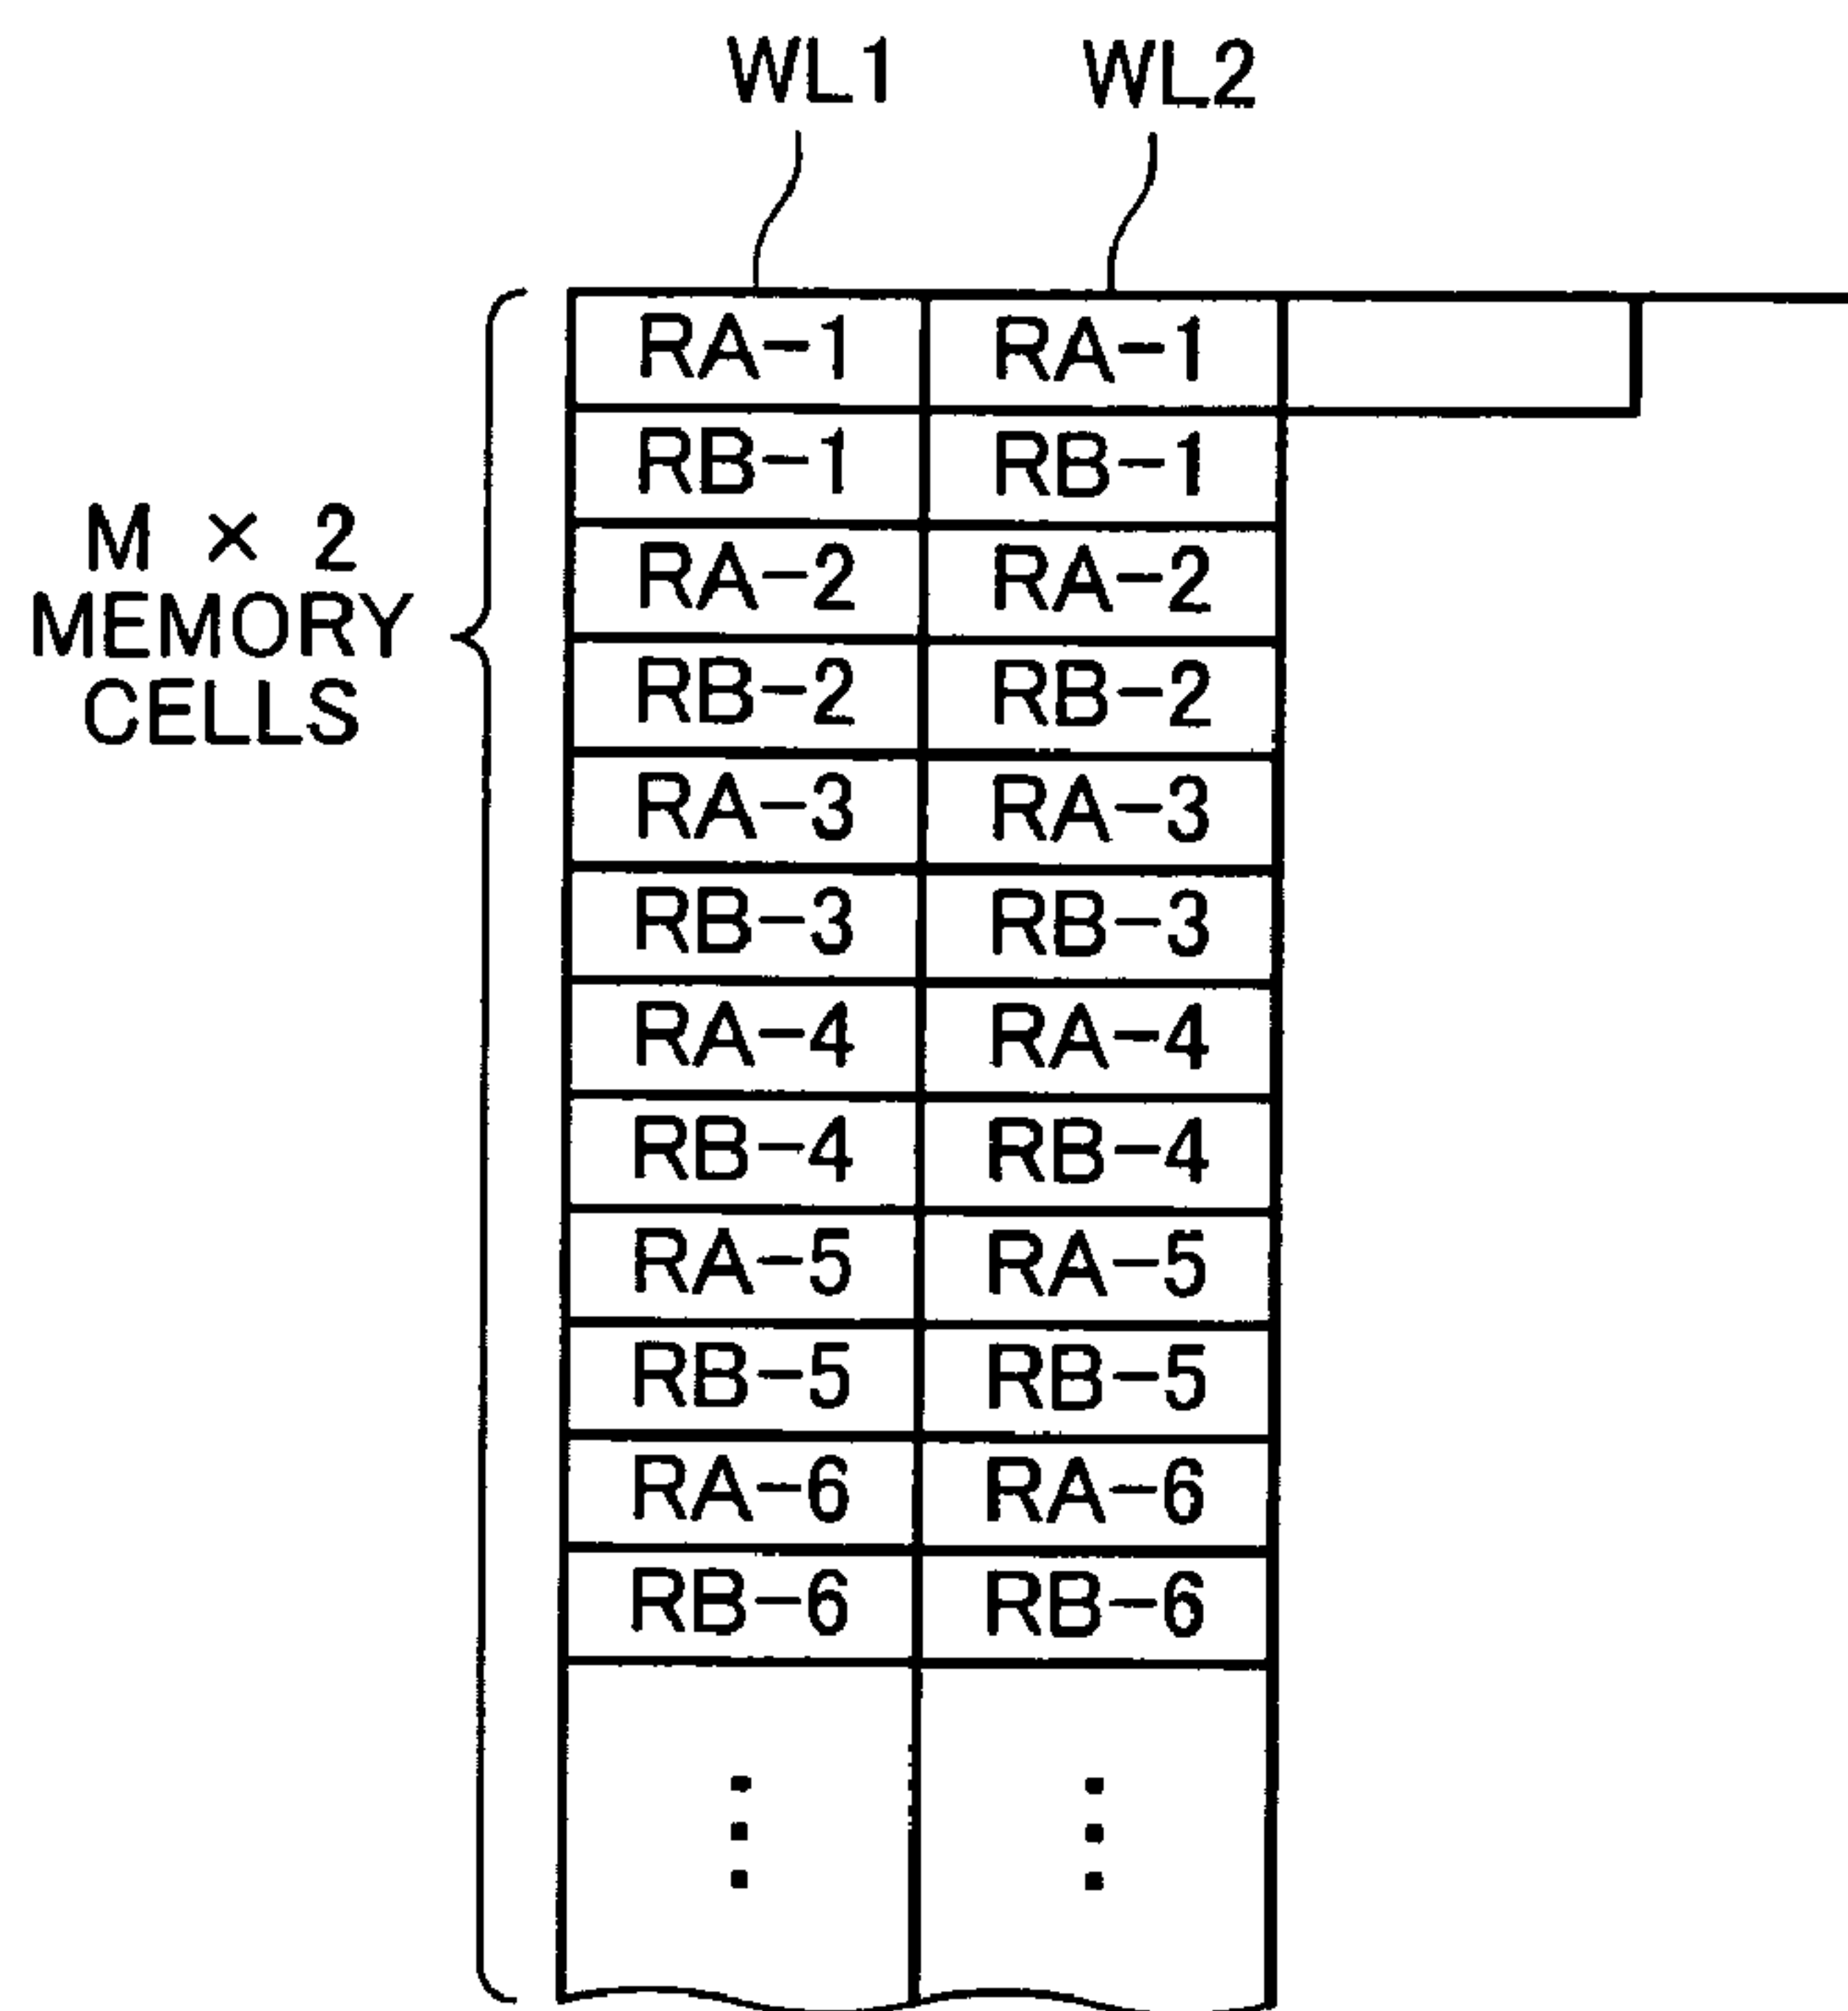 WL1 WL2
M × 2
MEMORY
CELLS
RA-1 RA-1
RB-1 RB-1
RA-2 RA-2
RB-2 RB-2
RA-3 RA-3
RB-3 RB-3
RA-4 RA-4
RB-4 RB-4
RA-5 RA-5
RB-5 RB-5
RA-6 RA-6
RB-6 RB-6